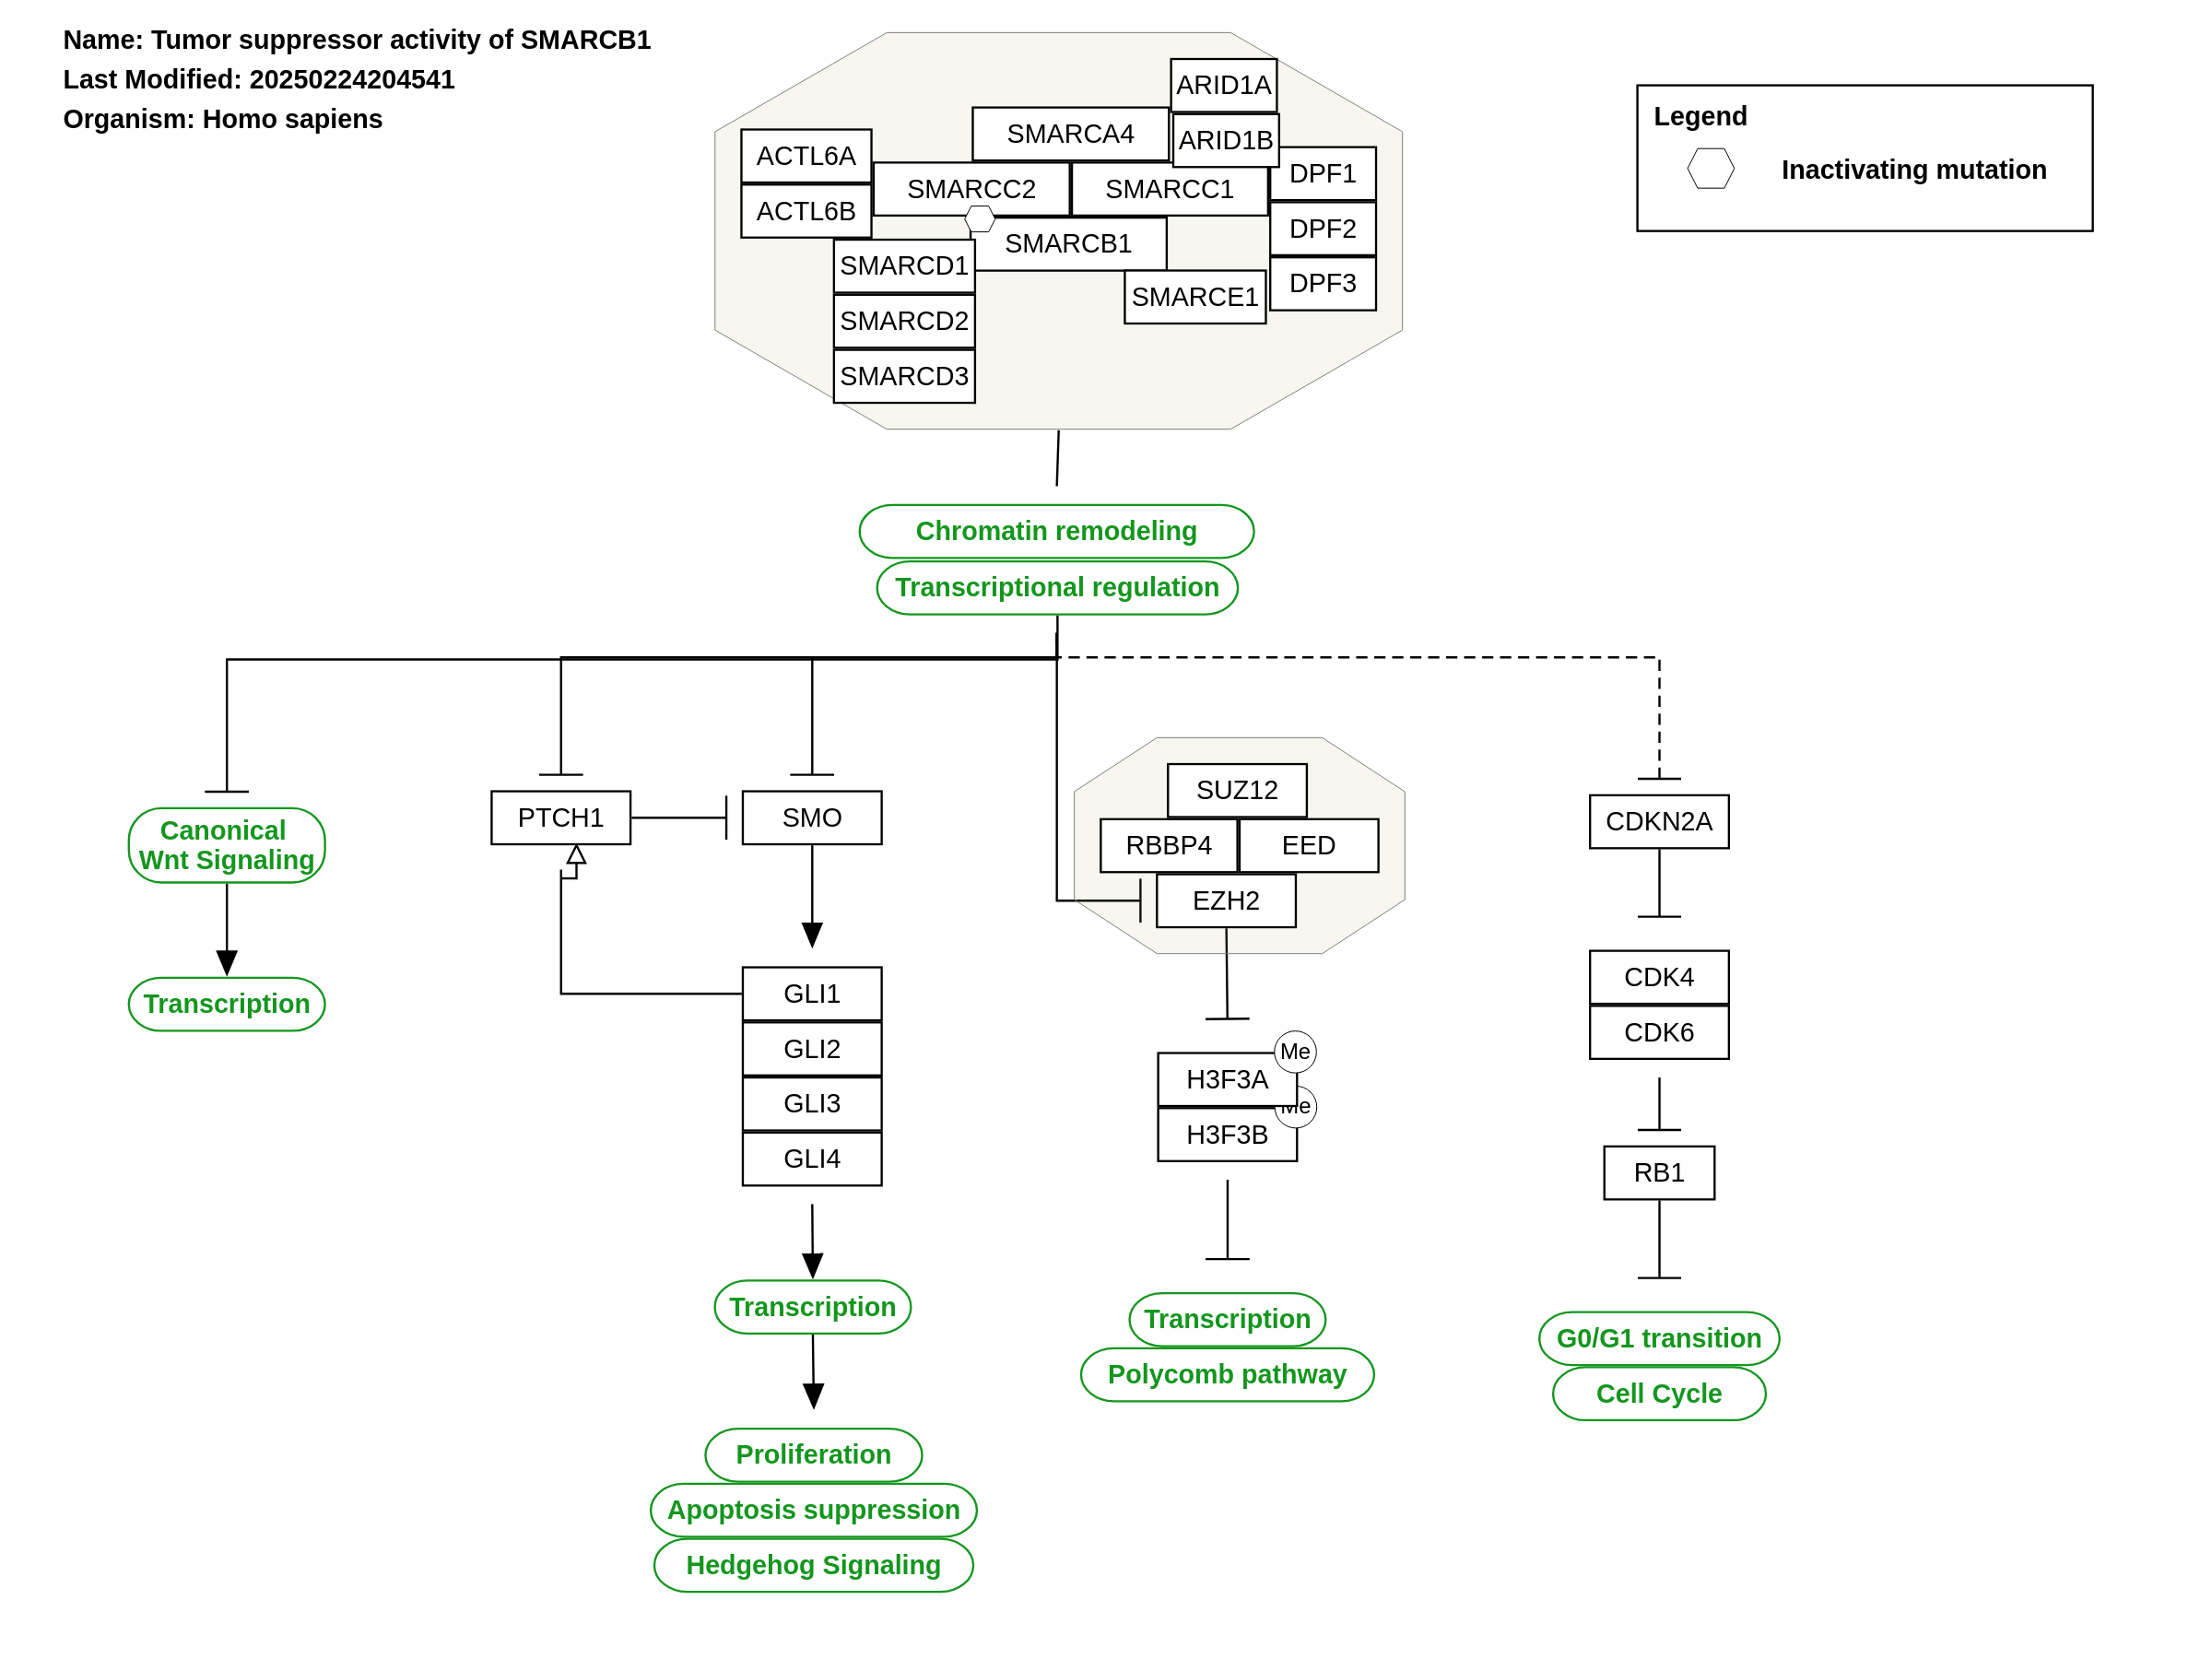 Name: Tumor suppressor activity of SMARCB1
Last Modified: 20250224204541
Organism: Homo sapiens
ARID1A
SMARCA4
ARID1B
ACTL6A
DPF1
SMARCC2
SMARCC1
ACTL6B
DPF2
SMARCB1
SMARCD1
DPF3
SMARCE1
SMARCD2
SMARCD3
Legend
Inactivating mutation
Chromatin remodeling
Transcriptional regulation
Canonical
Wnt Signaling
Transcription
PTCH1
SMO
GLI1
GLI2
GLI3
GLI4
Transcription
Proliferation
Apoptosis suppression
Hedgehog Signaling
SUZ12
RBBP4
EED
EZH2
Me
H3F3A
Me
H3F3B
Transcription
Polycomb pathway
CDKN2A
CDK4
CDK6
RB1
G0/G1 transition
Cell Cycle